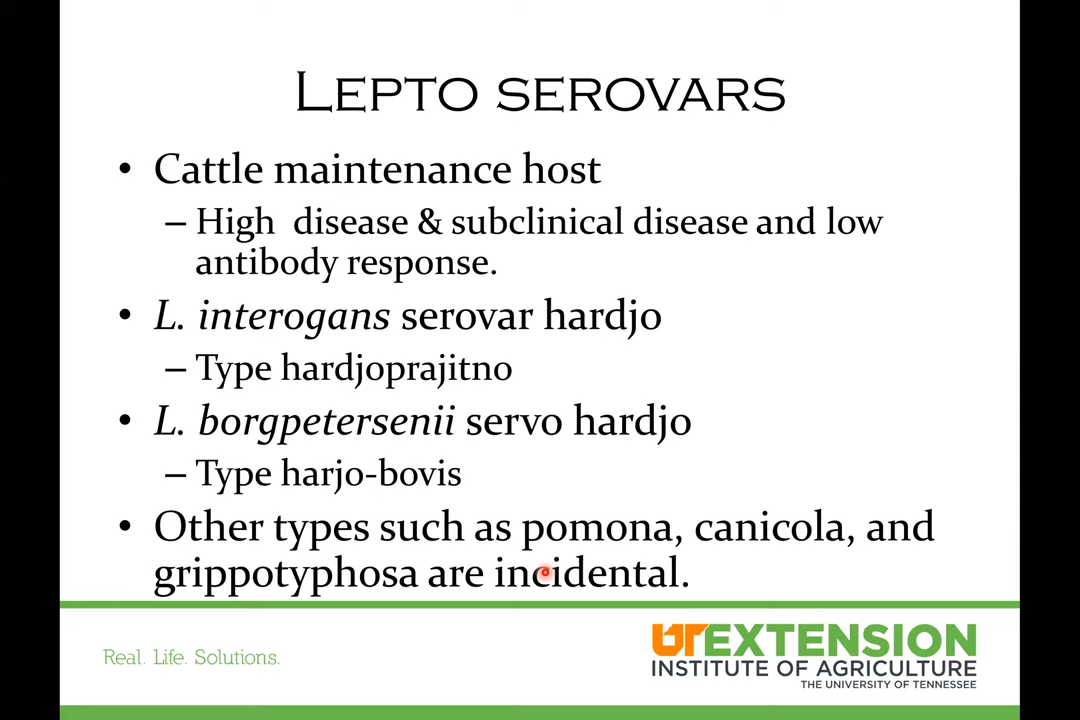 LEPTO SEROVARS
• Cattle maintenance host
– High disease & subclinical disease and low
antibody response.
• L. interogans serovar hardjo
– Type hardjoprajitno
• L. borgpetersenii servo hardjo
– Type harjo-bovis
• Other types such as pomona, canicola, and
grippotyphosa are incidental.
Real. Life. Solutions.
UT EXTENSION
INSTITUTE OF AGRICULTURE
THE UNIVERSITY OF TENNESSEE